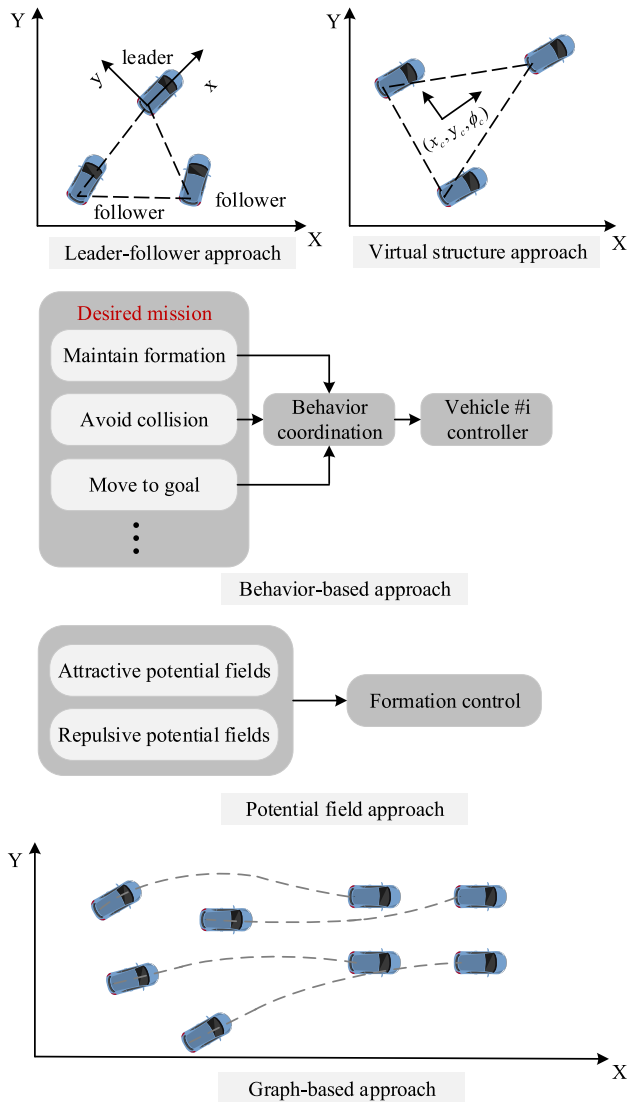 Y
leader
y
x
follower
follower
X
Leader-follower approach
Y
(x_c, y_c, ϕ_c)
X
Virtual structure approach
Desired mission
Maintain formation
Avoid collision
Move to goal
Behavior
coordination
Vehicle #i
controller
Behavior-based approach
Attractive potential fields
Repulsive potential fields
Formation control
Potential field approach
Y
X
Graph-based approach